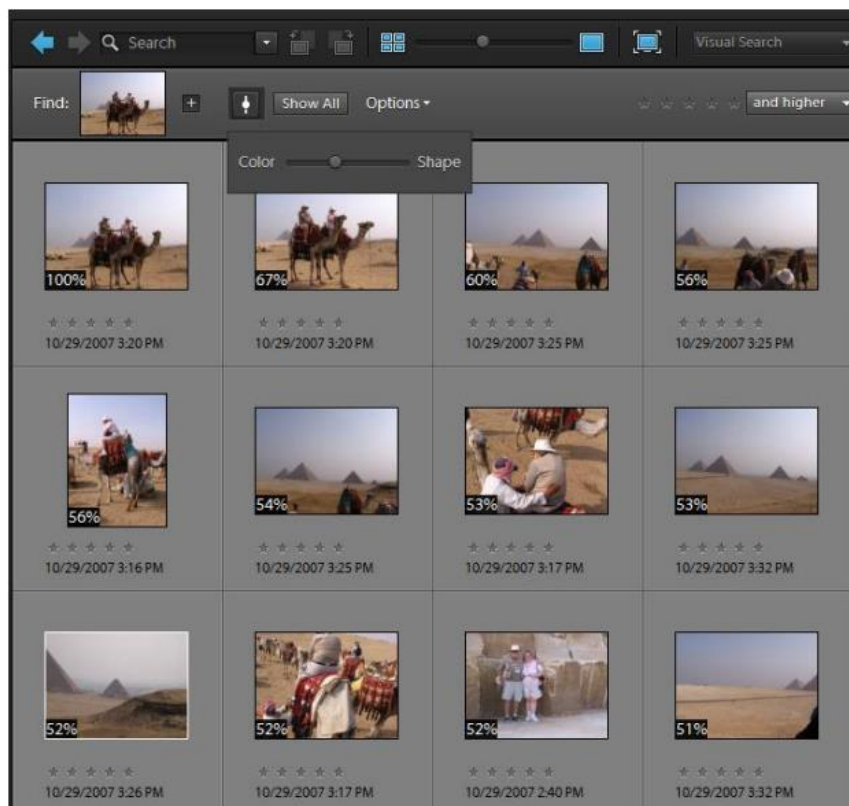 Search
Visual Search
Find:
+
Show All
Options
and higher
Color
Shape
100%
67%
60%
56%
10/29/2007 3:20 PM
10/29/2007 3:20 PM
10/29/2007 3:25 PM
10/29/2007 3:25 PM
56%
54%
53%
53%
10/29/2007 3:16 PM
10/29/2007 3:25 PM
10/29/2007 3:17 PM
10/29/2007 3:32 PM
52%
52%
52%
51%
10/29/2007 3:26 PM
10/29/2007 3:17 PM
10/29/2007 2:40 PM
10/29/2007 3:32 PM